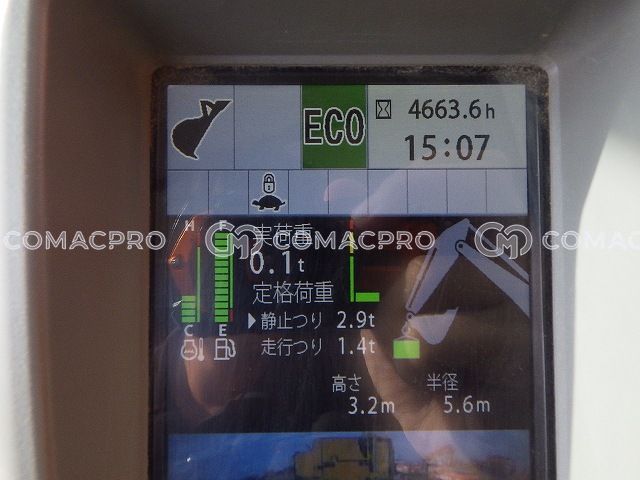 ECO
4663.6h
15:07
H F
実荷重
0.1t
定格荷重
▶静止つり 2.9t
走行つり 1.4t
C E
高さ 半径
3.2m 5.6m
COMACPRO COMACPRO COMACPRO